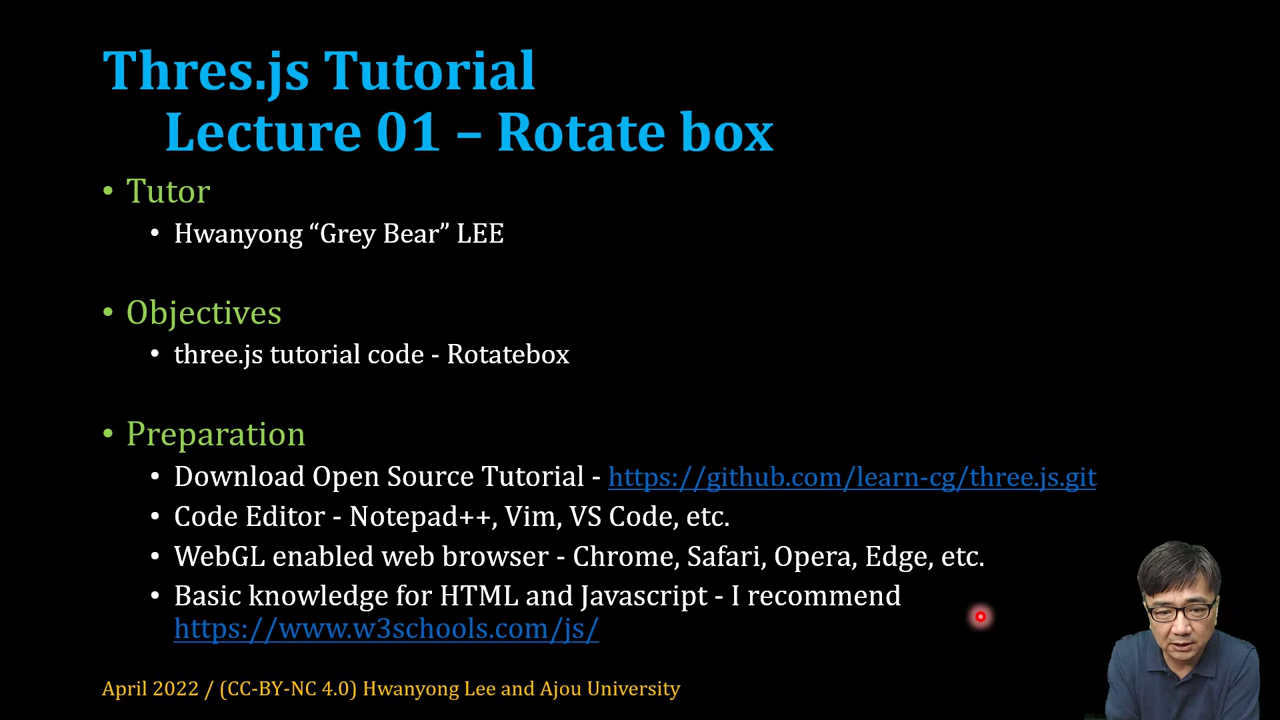 Thres.js Tutorial
Lecture 01 – Rotate box
• Tutor
• Hwanyong “Grey Bear” LEE
• Objectives
• three.js tutorial code - Rotatebox
• Preparation
• Download Open Source Tutorial - https://github.com/learn-cg/three.js.git
• Code Editor - Notepad++, Vim, VS Code, etc.
• WebGL enabled web browser - Chrome, Safari, Opera, Edge, etc.
• Basic knowledge for HTML and Javascript - I recommend
https://www.w3schools.com/js/
April 2022 / (CC-BY-NC 4.0) Hwanyong Lee and Ajou University